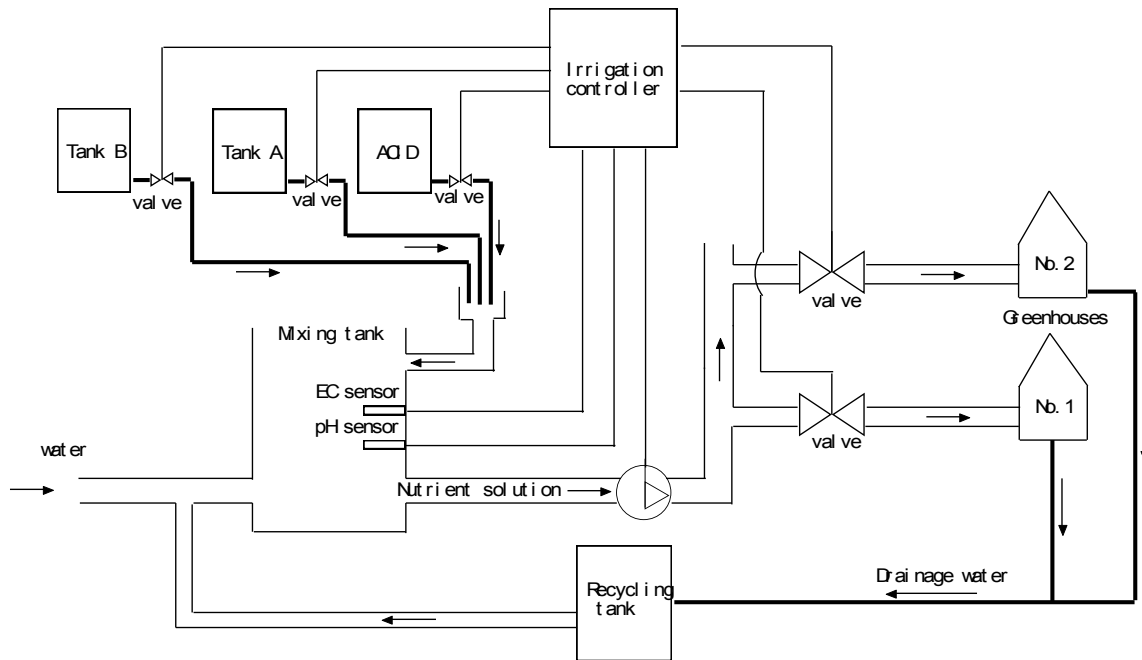 Irrigation
controller
Tank B
Tank A
ACID
valve
valve
valve
No. 2
valve
Greenhouses
Mixing tank
EC sensor
No. 1
pH sensor
valve
water
Nutrient solution
Drainage water
Recycling
tank